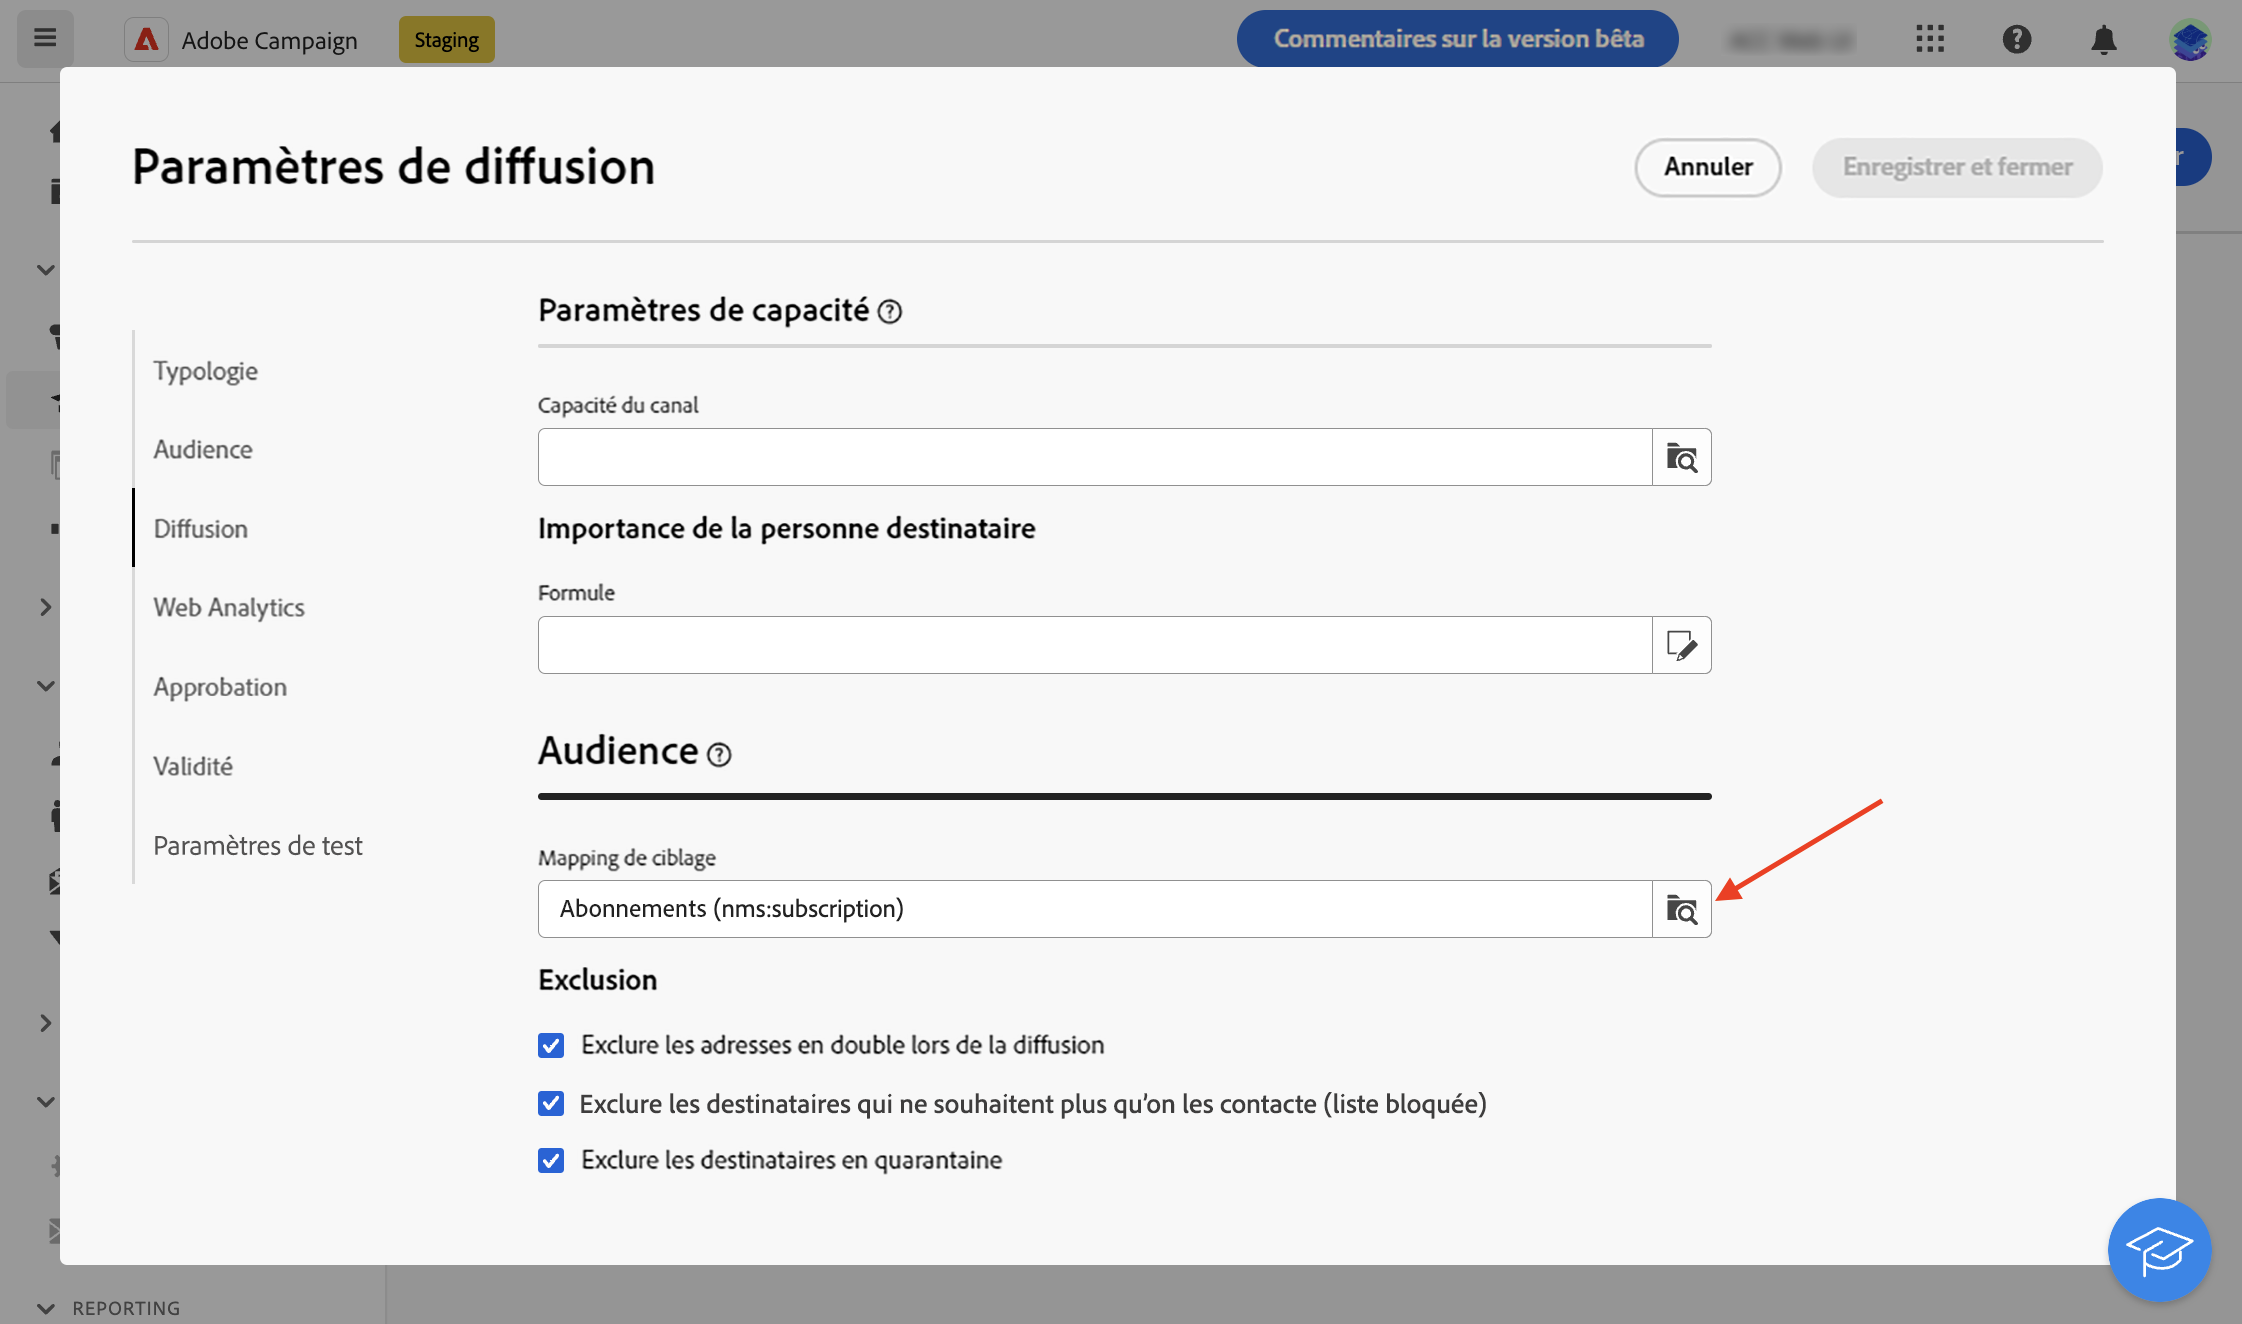 Adobe Campaign
Staging
Commentaires sur la version bêta
Paramètres de diffusion
Annuler
Enregistrer et fermer
r
Typologie
Audience
Diffusion
Web Analytics
Approbation
Validité
Paramètres de test
Paramètres de capacité
Capacité du canal
Importance de la personne destinataire
Formule
Audience
Mapping de ciblage
Abonnements (nms:subscription)
Exclusion
Exclure les adresses en double lors de la diffusion
Exclure les destinataires qui ne souhaitent plus qu’on les contacte (liste bloquée)
Exclure les destinataires en quarantaine
REPORTING